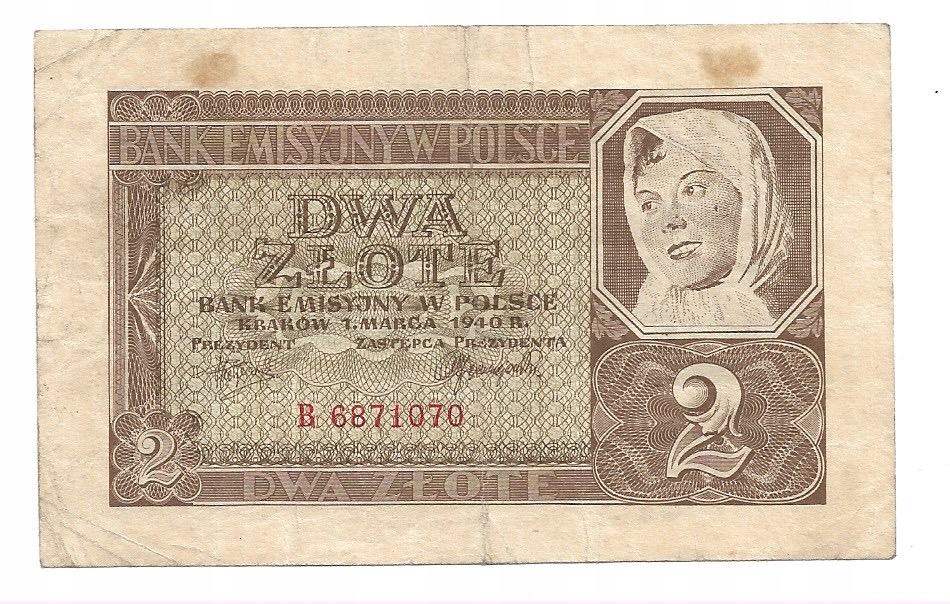 BANK EMISYJNY W POLSCE
DWA
ZŁOTE
BANK EMISYJNY W POLSCE
KRAKÓW 1. MARCA 1940 R.
PREZYDENT ZASTĘPCA PREZYDENTA
B 6871070
2
2
DWA ZŁOTE